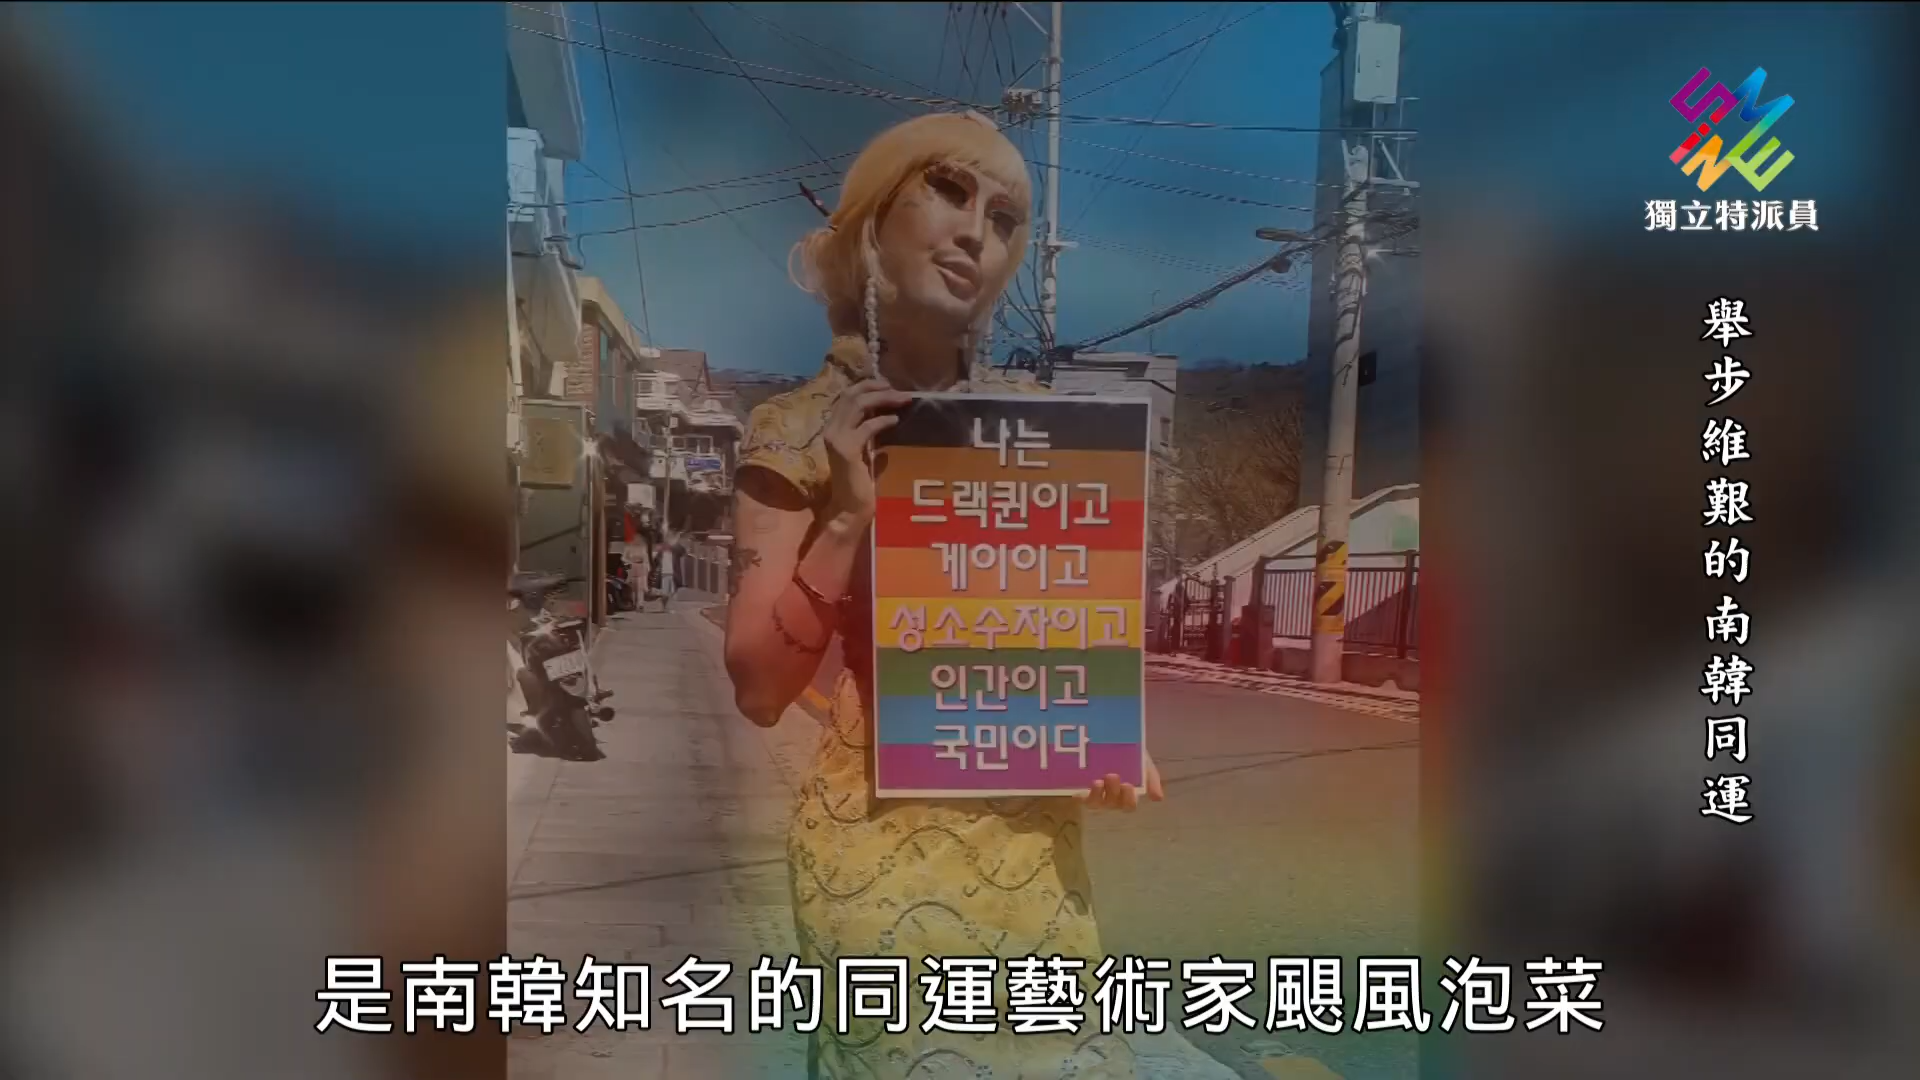 SMINE
獨立特派員
舉步維艱的南韓同運
나는
드랙퀸이고
게이이고
성소수자이고
인간이고
국민이다
是南韓知名的同運藝術家颶風泡菜